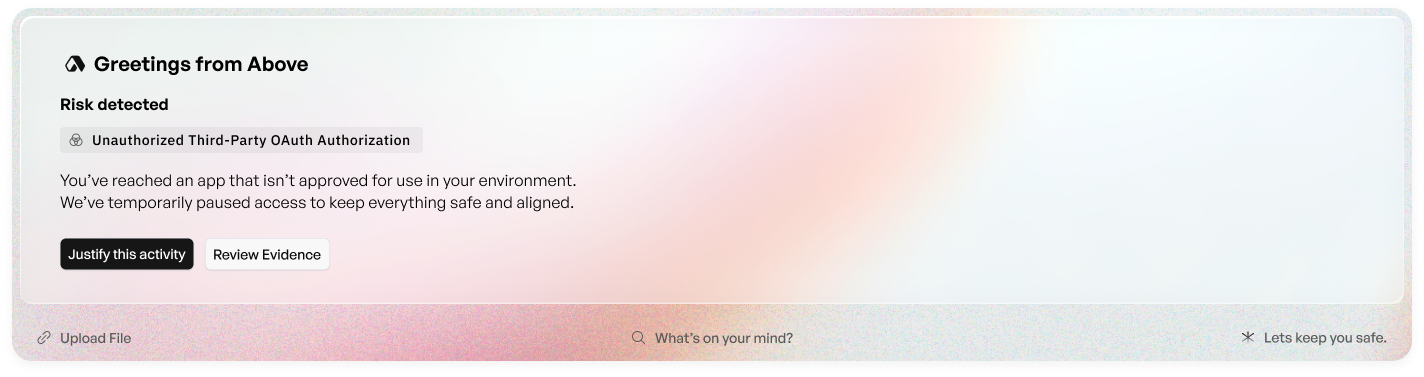 Greetings from Above
Risk detected
Unauthorized Third-Party OAuth Authorization
You’ve reached an app that isn’t approved for use in your environment.
We’ve temporarily paused access to keep everything safe and aligned.
Justify this activity
Review Evidence
Upload File
What’s on your mind?
Lets keep you safe.